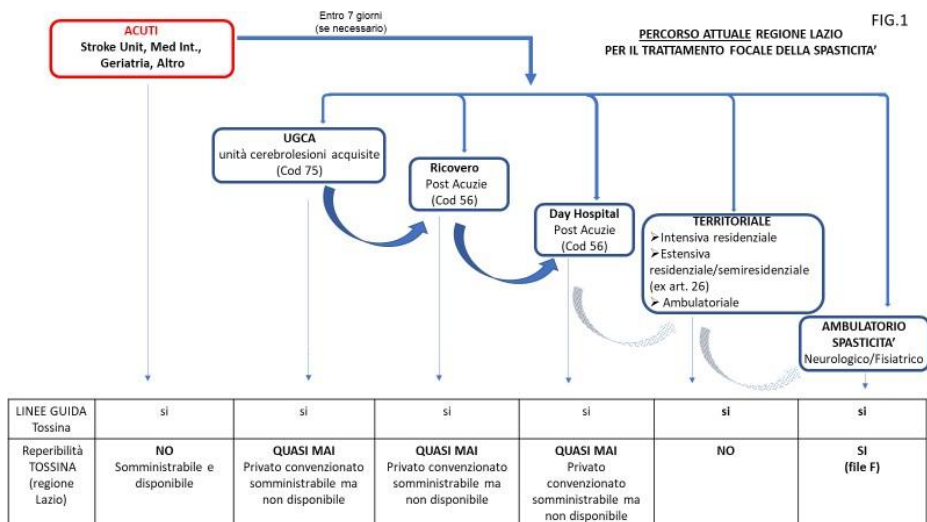 FIG.1
PERCORSO ATTUALE REGIONE LAZIO
PER IL TRATTAMENTO FOCALE DELLA SPASTICITA'
ACUTI
Stroke Unit, Med Int.,
Geriatria, Altro
Entro 7 giorni
(se necessario)
UGCA
unità cerebrolesioni acquisite
(Cod 75)
Ricovero
Post Acuzie
(Cod 56)
Day Hospital
Post Acuzie
(Cod 56)
TERRITORIALE
➢Intensiva residenziale
➢Estensiva
residenziale/semiresidenziale
(ex art. 26)
➢ Ambulatoriale
AMBULATORIO
SPASTICITA'
Neurologico/Fisiatrico
LINEE GUIDA
Tossina
si
si
si
si
si
si
Reperibilità
TOSSINA
(regione
Lazio)
NO
Somministrabile e
disponibile
QUASI MAI
Privato convenzionato
somministrabile ma
non disponibile
QUASI MAI
Privato convenzionato
somministrabile ma
non disponibile
QUASI MAI
Privato
convenzionato
somministrabile ma
non disponibile
NO
SI
(file F)